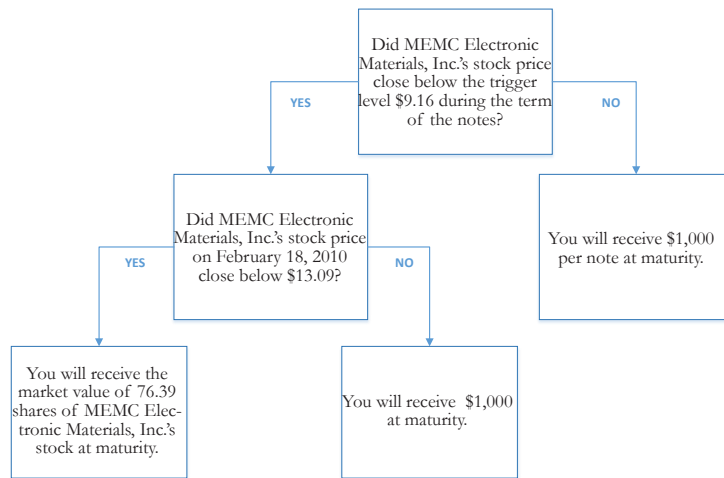 Did MEMC Electronic
Materials, Inc.'s stock price
close below the trigger
level $9.16 during the term
of the notes?
YES
NO
Did MEMC Electronic
Materials, Inc.'s stock price
on February 18, 2010
close below $13.09?
You will receive $1,000
per note at maturity.
YES
NO
You will receive the
market value of 76.39
shares of MEMC Elec-
tronic Materials, Inc.'s
stock at maturity.
You will receive $1,000
at maturity.